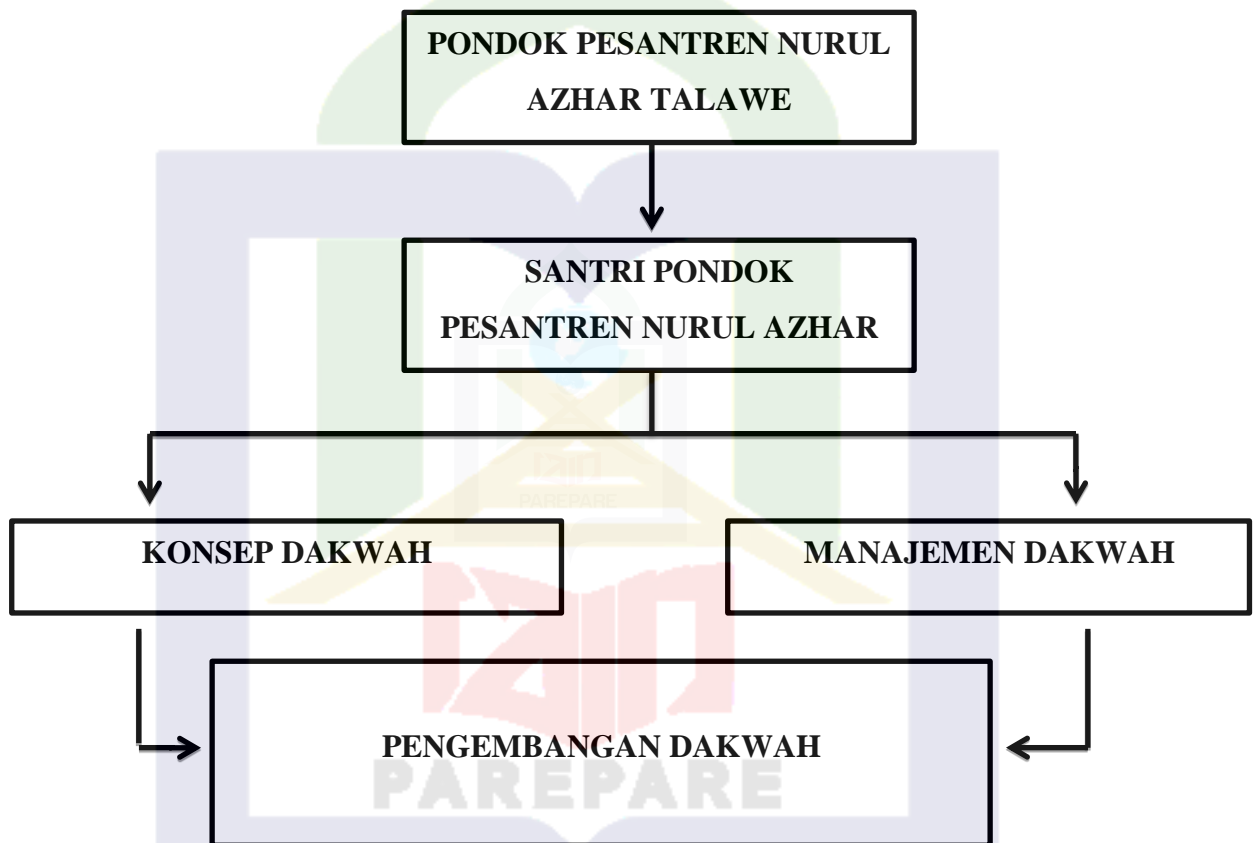 PONDOK PESANTREN NURUL
AZHAR TALAWE
SANTRI PONDOK
PESANTREN NURUL AZHAR
PAREPARE
KONSEP DAKWAH
MANAJEMEN DAKWAH
PENGEMBANGAN DAKWAH
PAREPARE